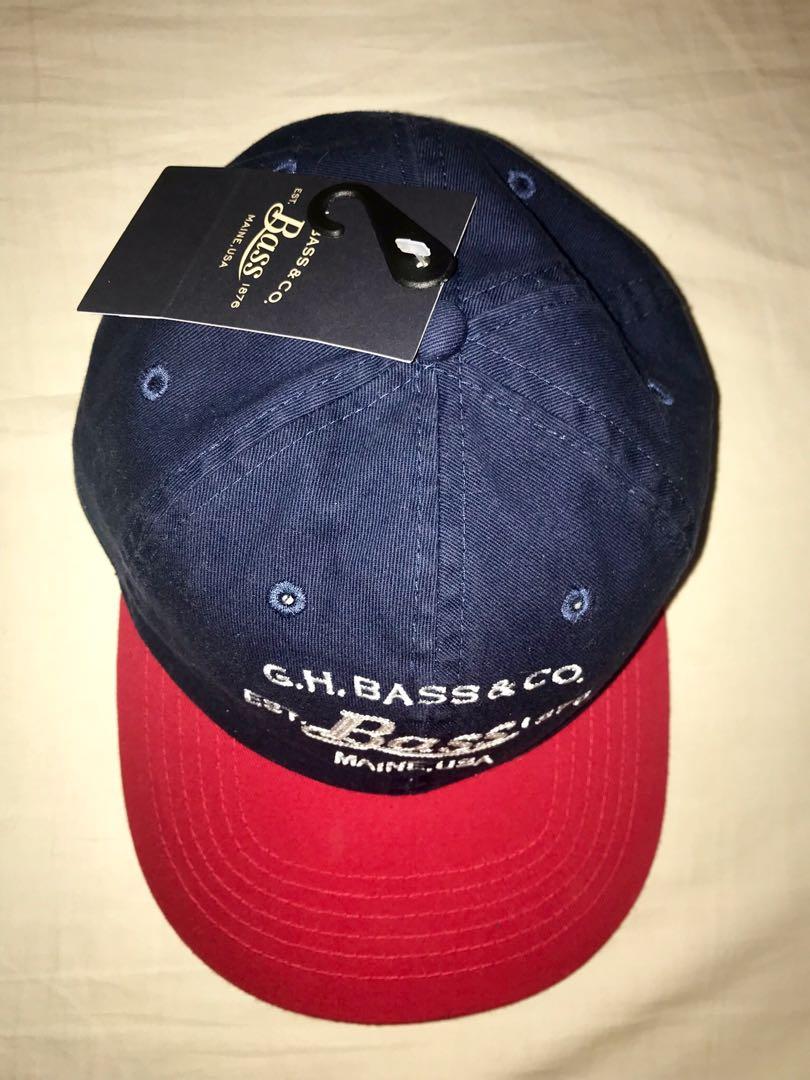 BASS & CO.
EST. Bass 1876
MAINE, USA
G.H. BASS & CO.
EST. Bass 1876
MAINE, USA